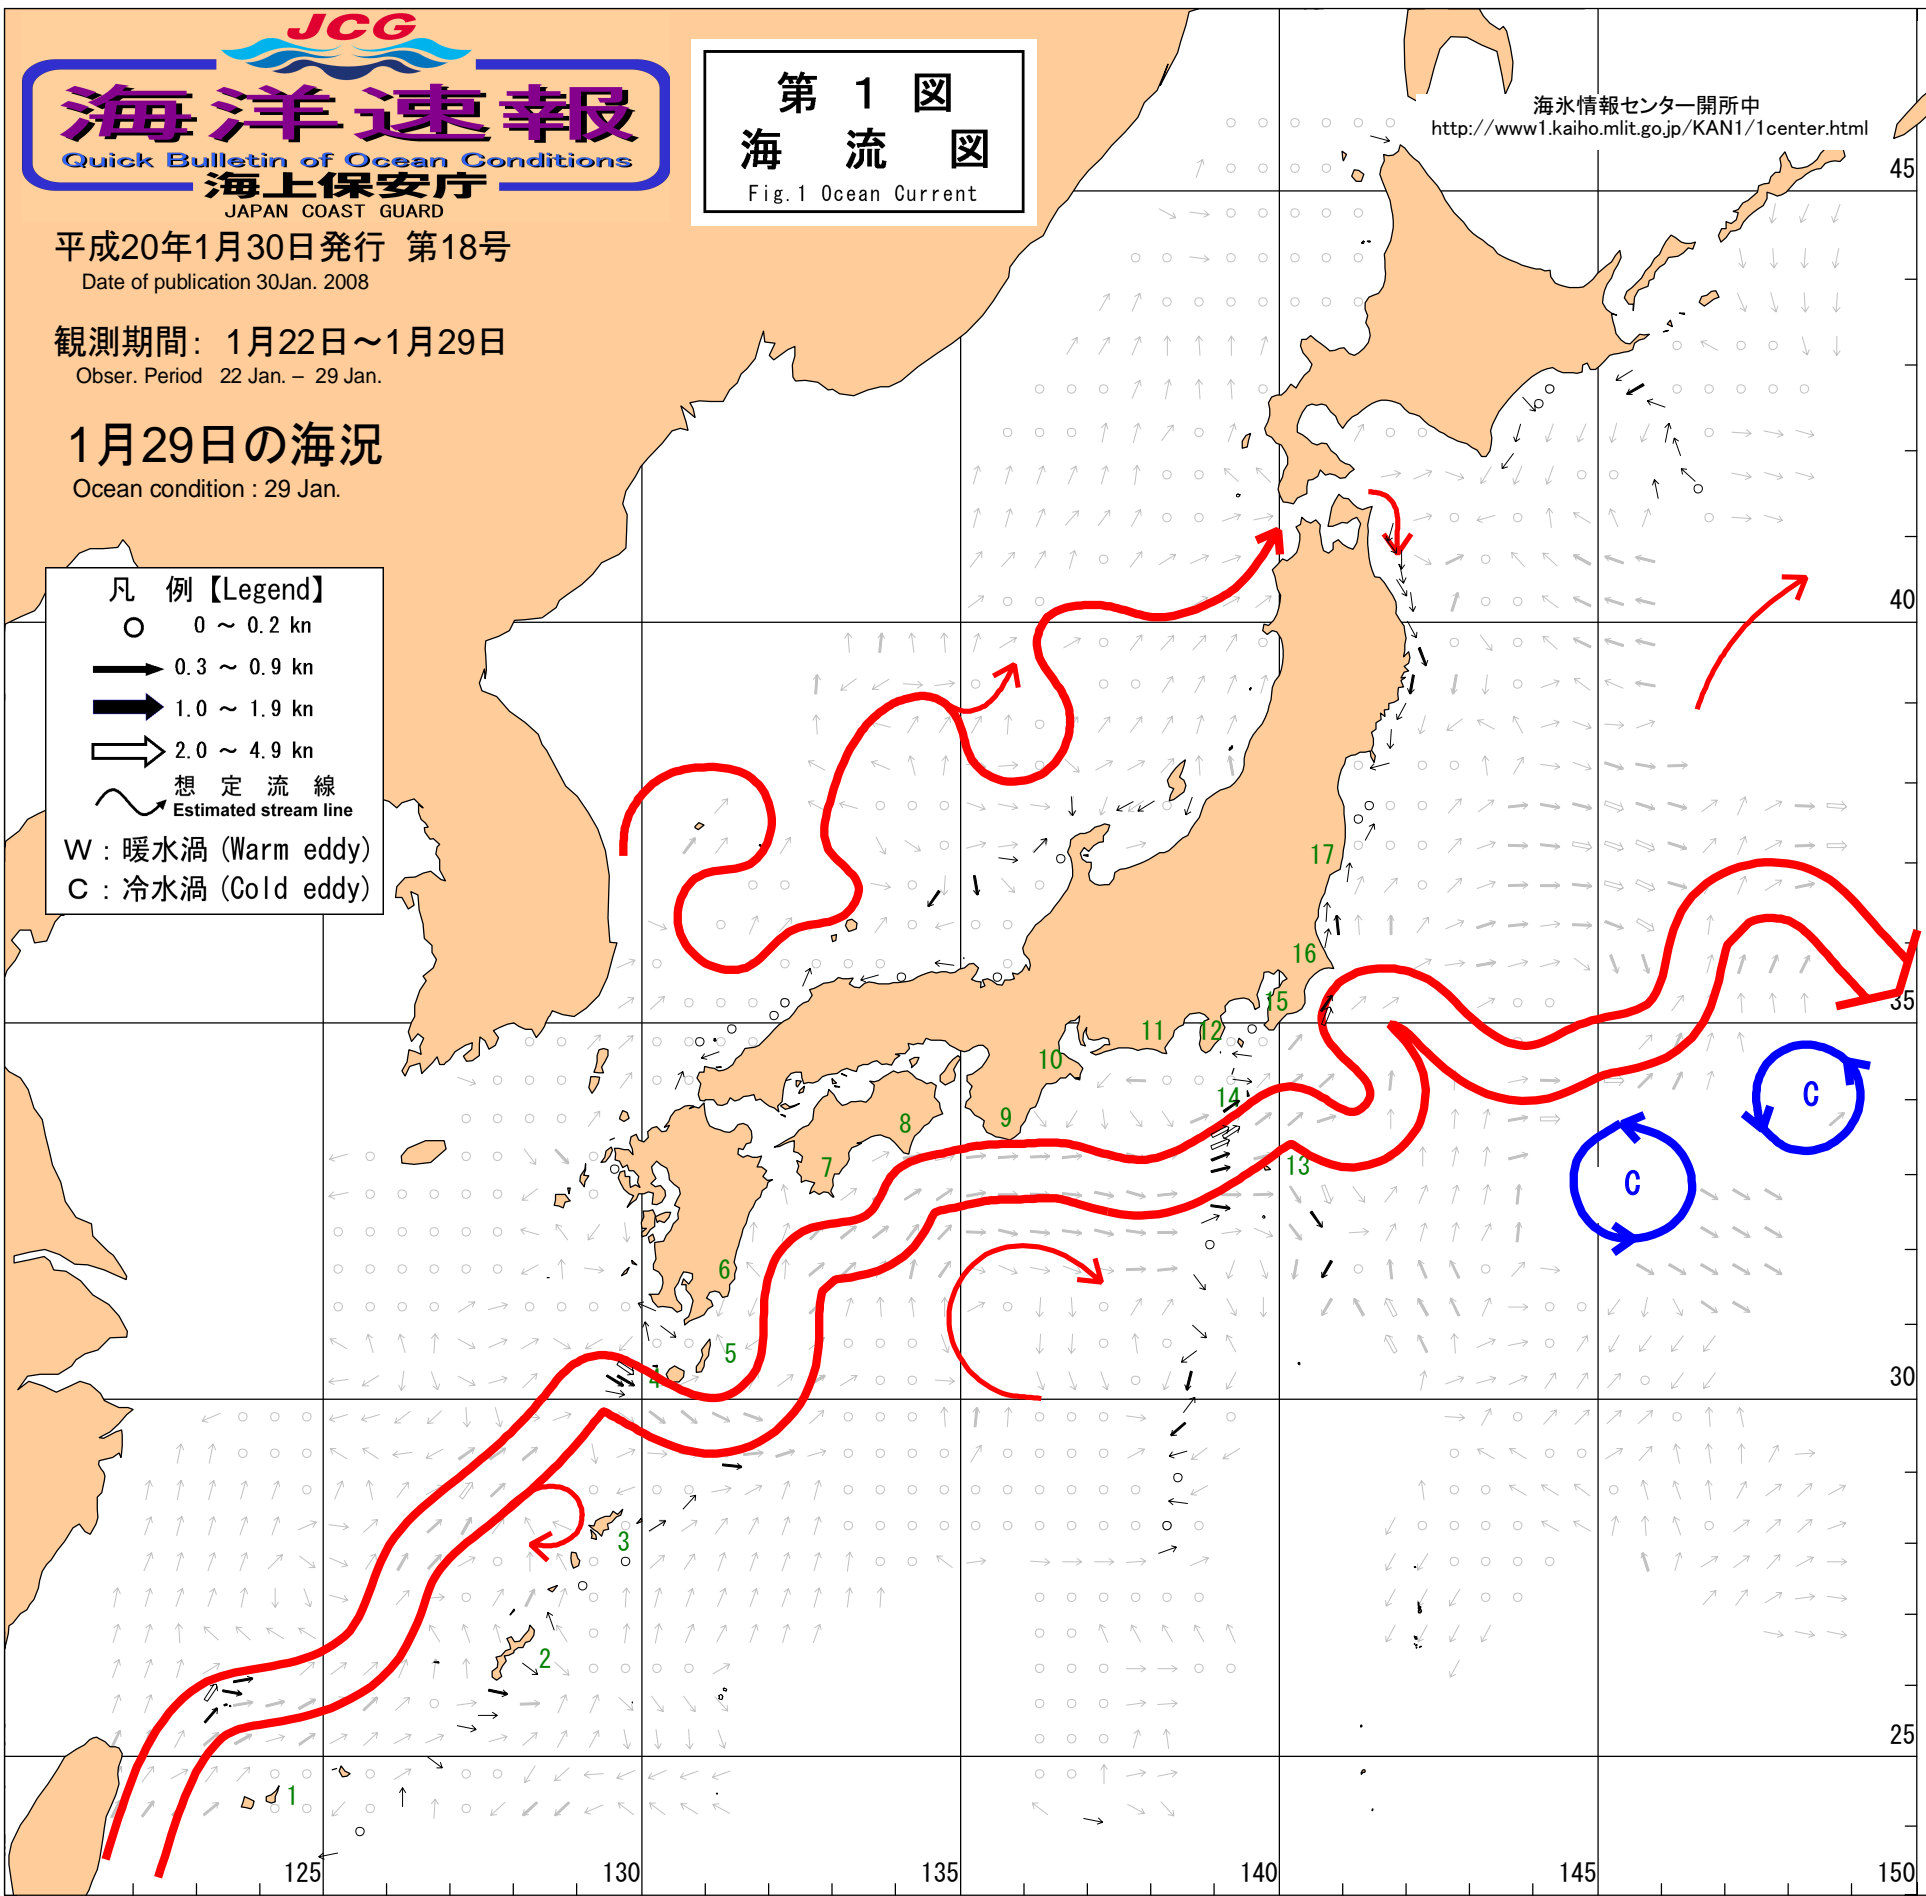 JCG
海洋速報
Quick Bulletin of Ocean Conditions
海上保安庁
JAPAN COAST GUARD
平成20年1月30日発行 第18号
Date of publication 30Jan. 2008
観測期間: 1月22日～1月29日
Obser. Period 22 Jan. – 29 Jan.
1月29日の海況
Ocean condition : 29 Jan.
第 1 図
海 流 図
Fig.1 Ocean Current
海氷情報センター開所中
http://www1.kaiho.mlit.go.jp/KAN1/1center.html
凡 例【Legend】
0 ～ 0.2 kn
0.3 ～ 0.9 kn
1.0 ～ 1.9 kn
2.0 ～ 4.9 kn
想 定 流 線
Estimated stream line
W : 暖水渦 (Warm eddy)
C : 冷水渦 (Cold eddy)
45
40
17
16
35
15
12
11
10
C
14
9
8
7
13
C
6
5
4
30
3
2
25
1
125
130
135
140
145
150